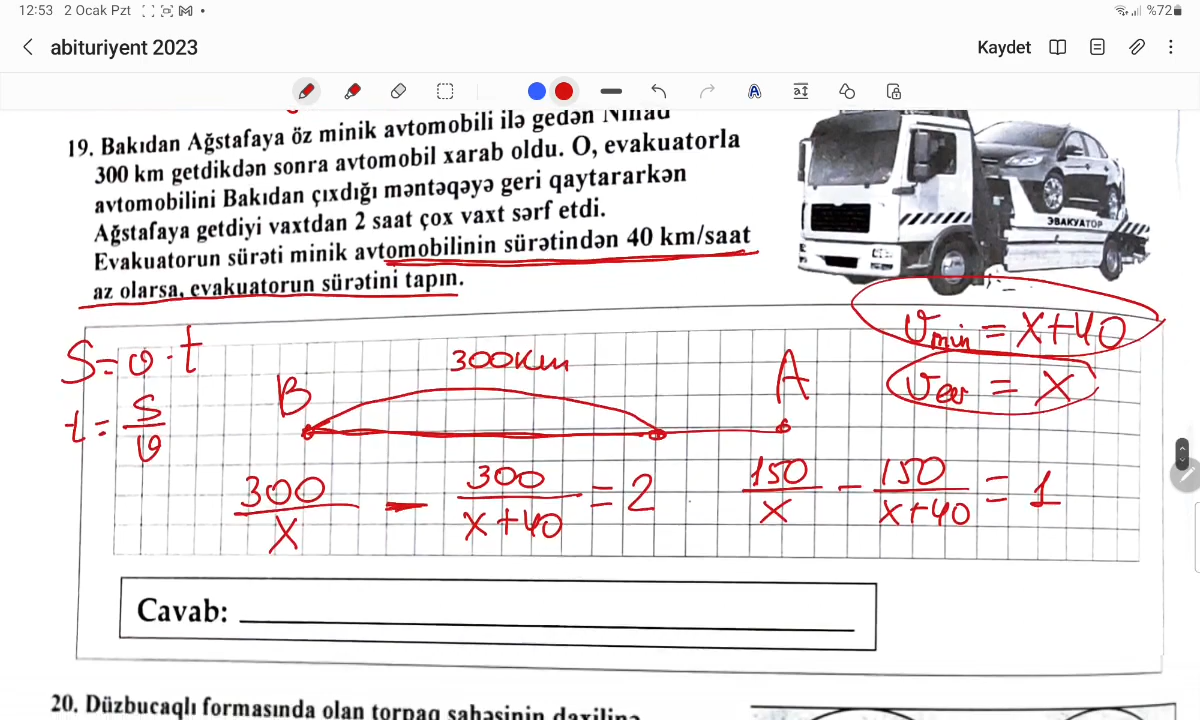 12:53 2 Ocak Pzt %72
abituriyent 2023
Kaydet
19. Bakıdan Ağstafaya öz minik avtomobili ilə gedən Nihad
300 km getdikdən sonra avtomobil xarab oldu. O, evakuatorla
avtomobilini Bakıdan çıxdığı məntəqəyə geri qaytararkən
Ağstafaya getdiyi vaxtdan 2 saat çox vaxt sərf etdi.
Evakuatorun sürəti minik avtomobilinin sürətindən 40 km/saat
az olarsa, evakuatorun sürətini tapın.
ЭВАКУАТОР
S=v·t
t=S/v
B 300km A
v min = x+40
v ev = x
300/x - 300/x+40 = 2
150/x - 150/x+40 = 1
Cavab:
20. Düzbucaqlı formasında olan torpaq sahəsinin daxilinə